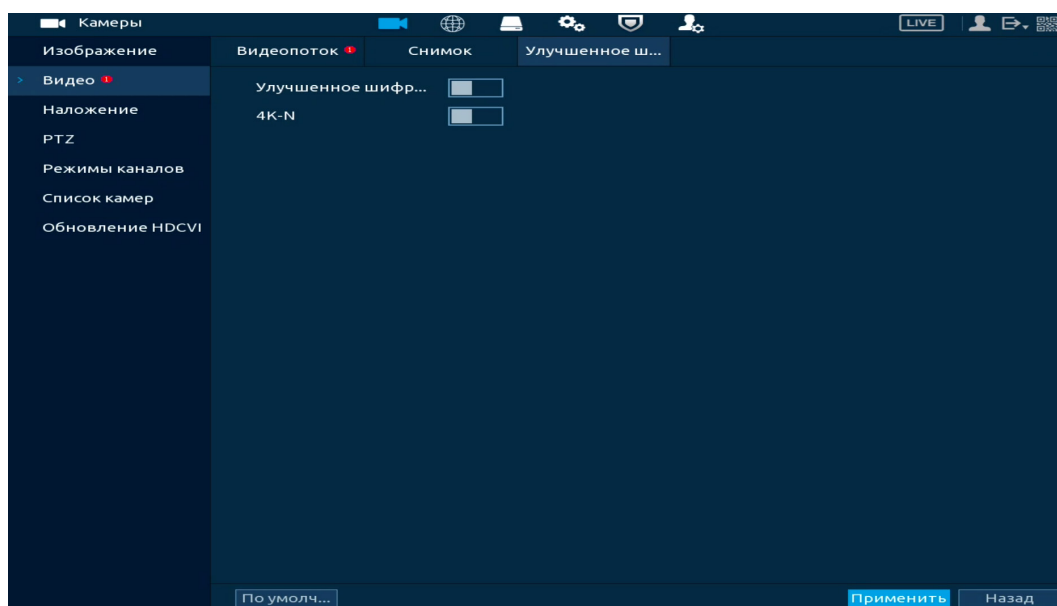 Камеры
LIVE
Изображение
Видеопоток
Снимок
Улучшенное ш...
Видео
Улучшенное шифр...
Наложение
4K-N
PTZ
Режимы каналов
Список камер
Обновление HDCVI
По умолч...
Применить
Назад